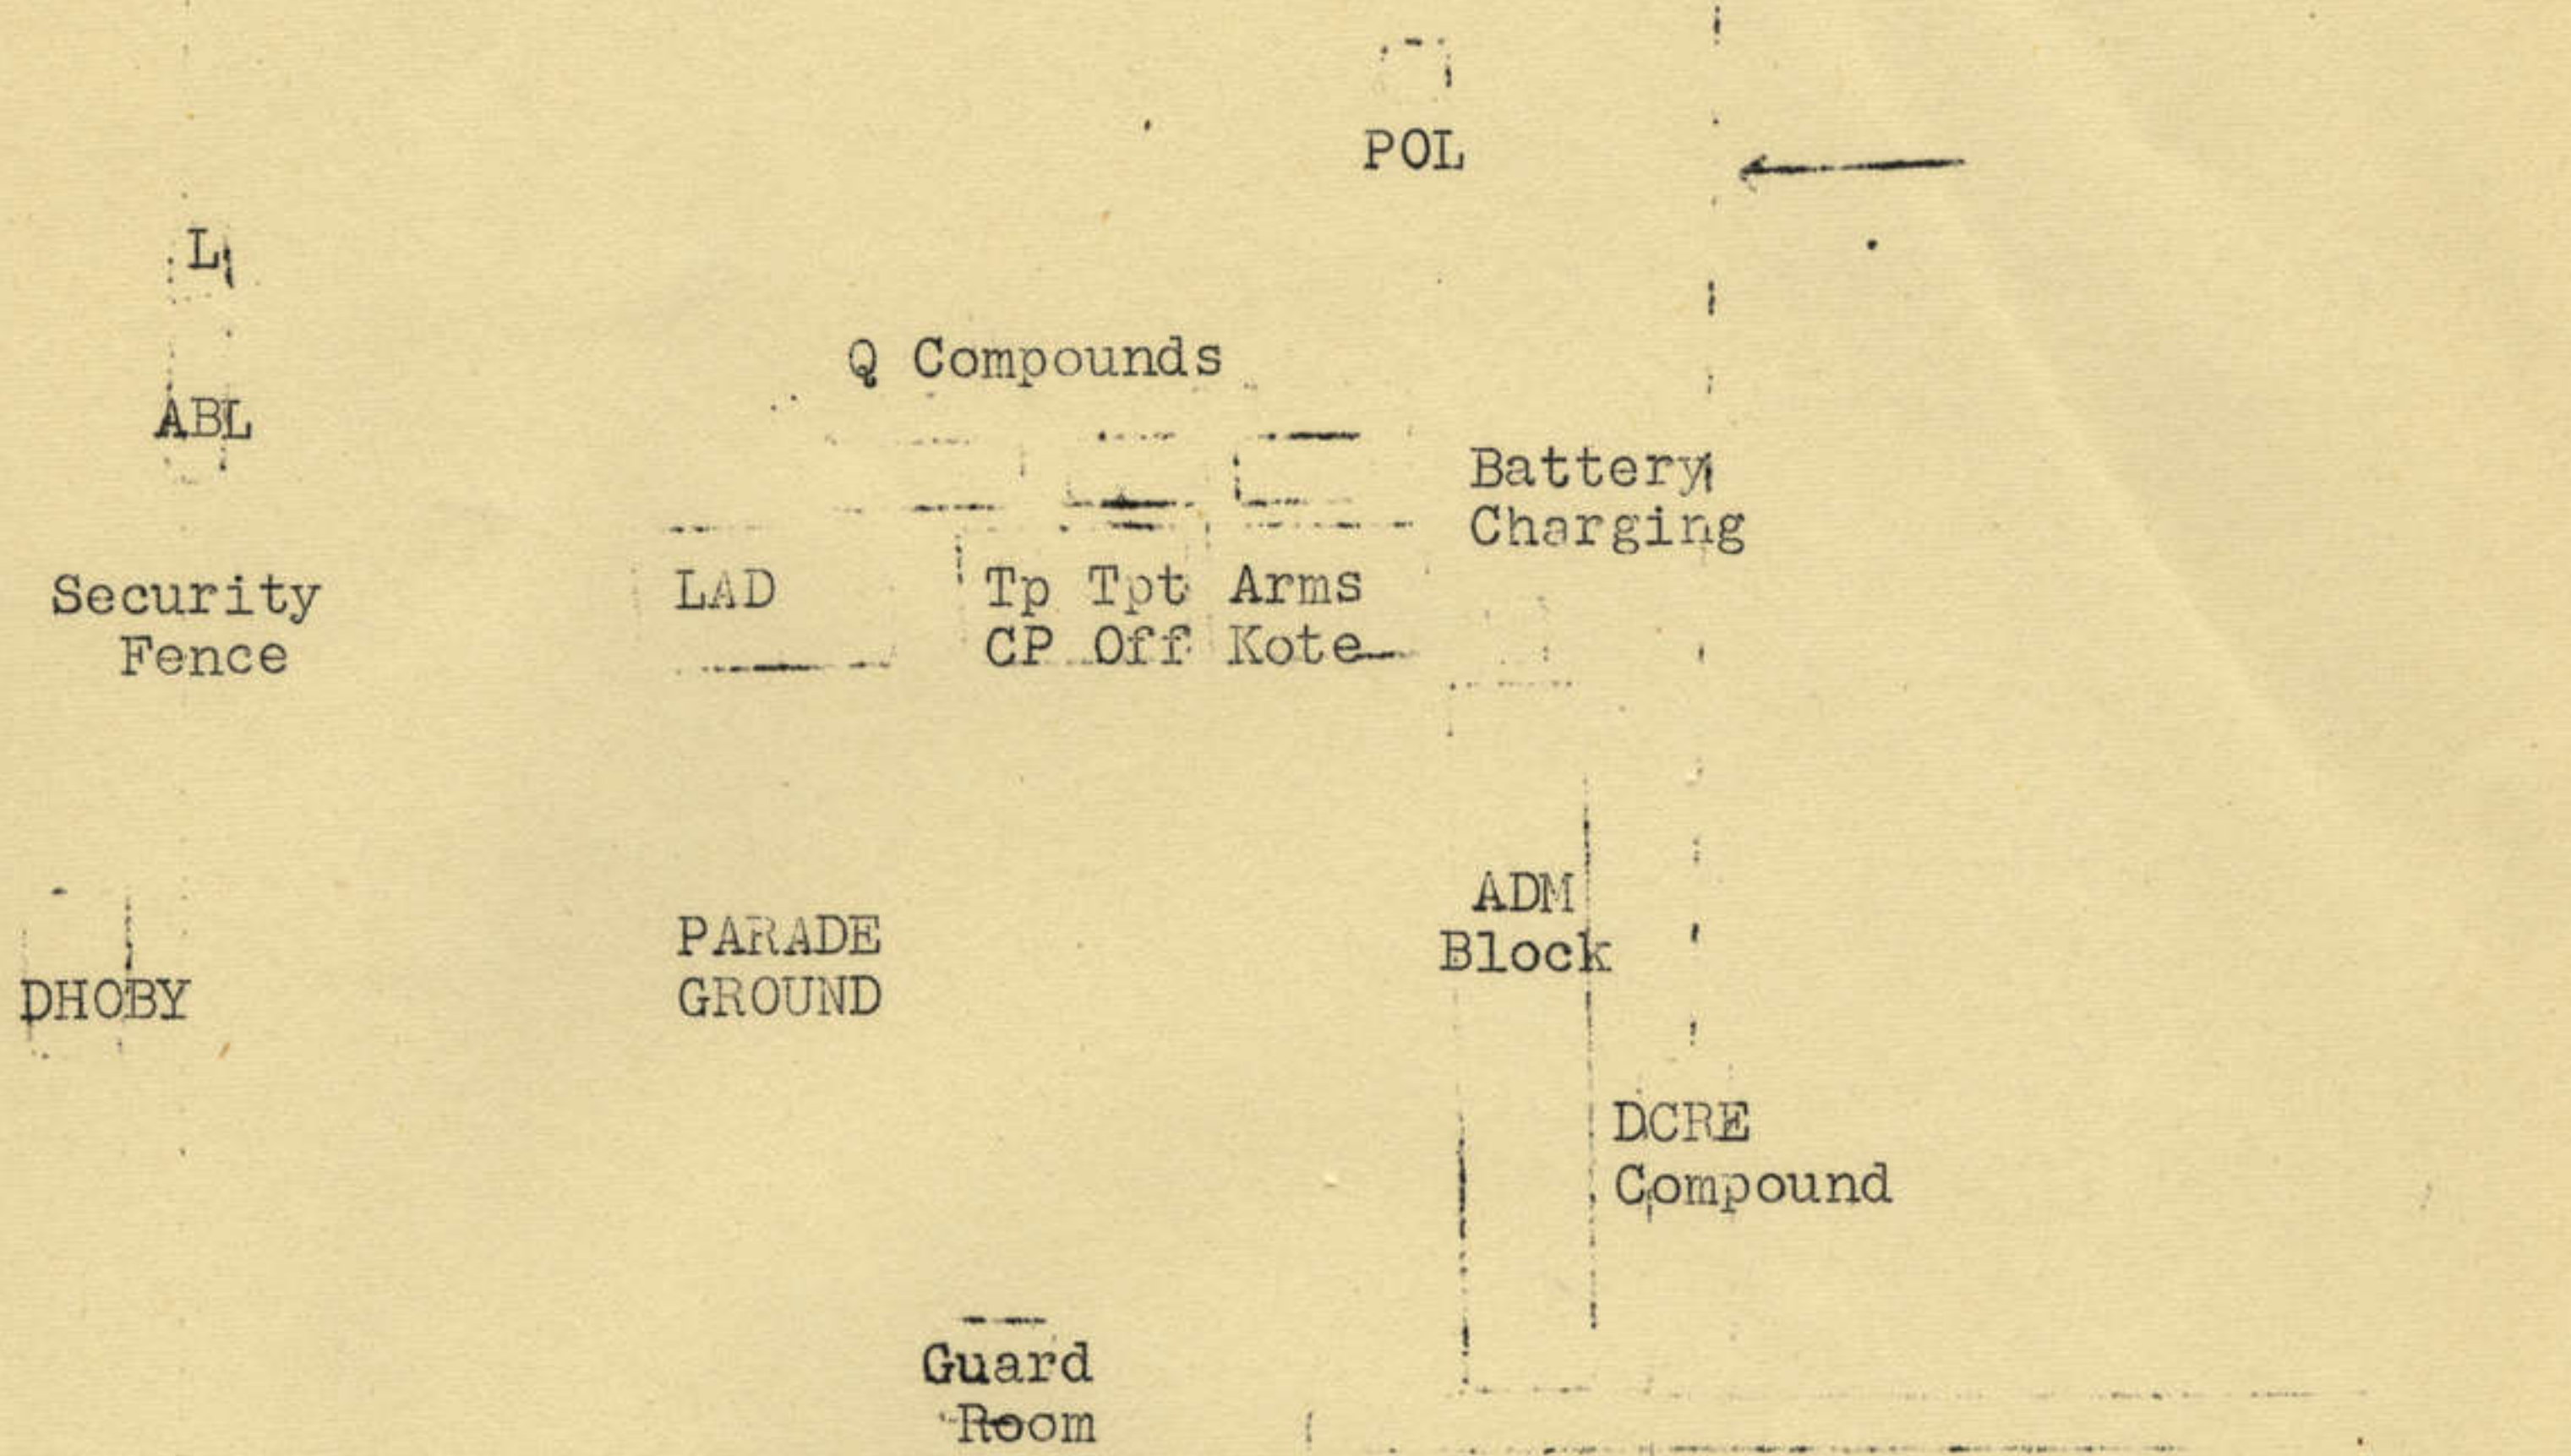 POL
L
Q Compounds
ABL
Battery
Charging
Security
Fence
LAD
Tp Tpt Arms
CP Off Kote
ADM
Block
PARADE
GROUND
DHOBY
DCRE
Compound
Guard
Room